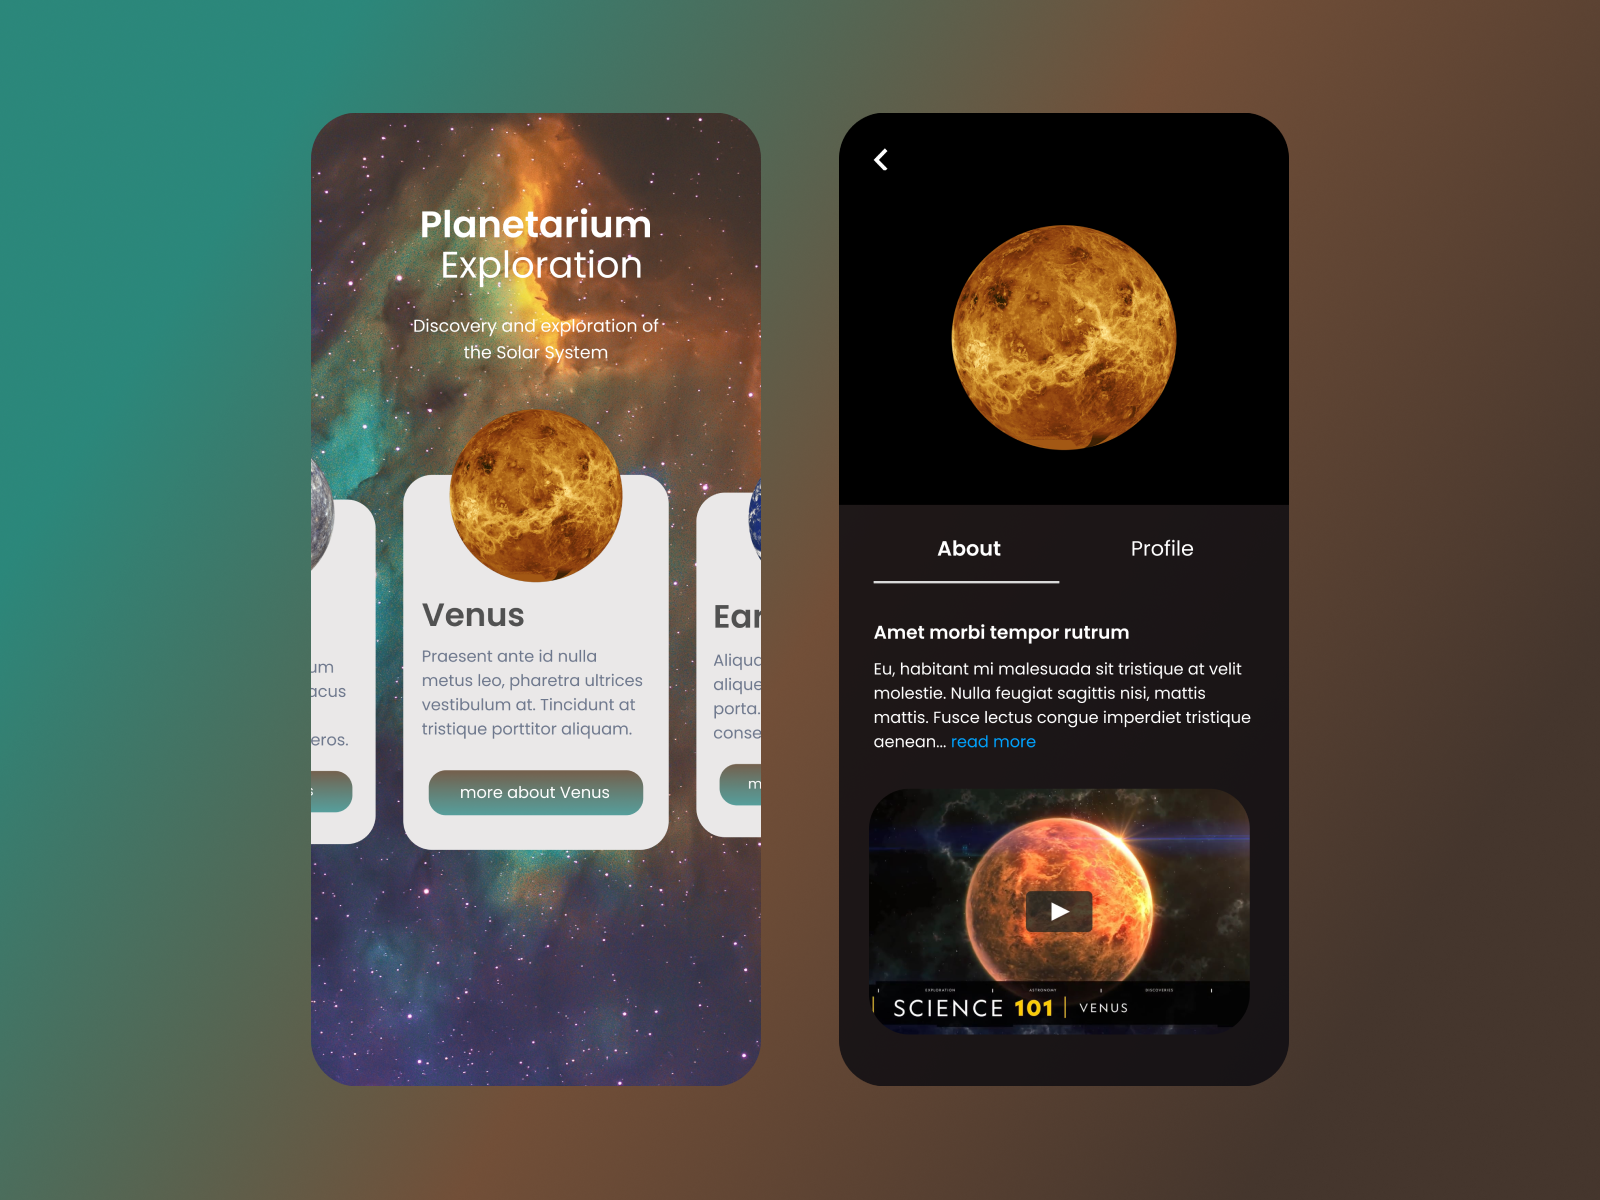 Planetarium
Exploration
Discovery and exploration of
the Solar System
um
acus
eros.
s
Venus
Praesent ante id nulla
metus leo, pharetra ultrices
vestibulum at. Tincidunt at
tristique porttitor aliquam.
more about Venus
Ear
Aliqua
alique
porta.
conse
m
About
Profile
Amet morbi tempor rutrum
Eu, habitant mi malesuada sit tristique at velit
molestie. Nulla feugiat sagittis nisi, mattis
mattis. Fusce lectus congue imperdiet tristique
aenean... read more
EXPLORATION ASTRONOMY DISCOVERIES
SCIENCE 101 | VENUS